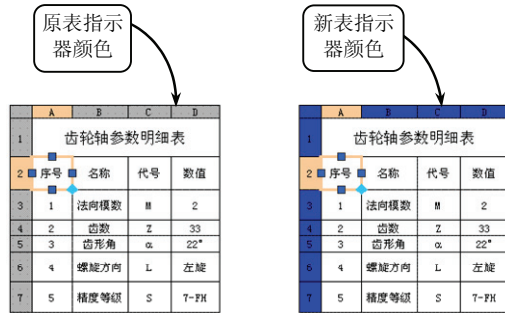 原表指示
器颜色
新表指示
器颜色
A B C D
1 齿轮轴参数明细表
2 序号 名称 代号 数值
3 1 法向模数 M 2
4 2 齿数 Z 33
5 3 齿形角 α 22°
6 4 螺旋方向 L 左旋
7 5 精度等级 S 7-FH
A B C D
1 齿轮轴参数明细表
2 序号 名称 代号 数值
3 1 法向模数 M 2
4 2 齿数 Z 33
5 3 齿形角 α 22°
6 4 螺旋方向 L 左旋
7 5 精度等级 S 7-FH